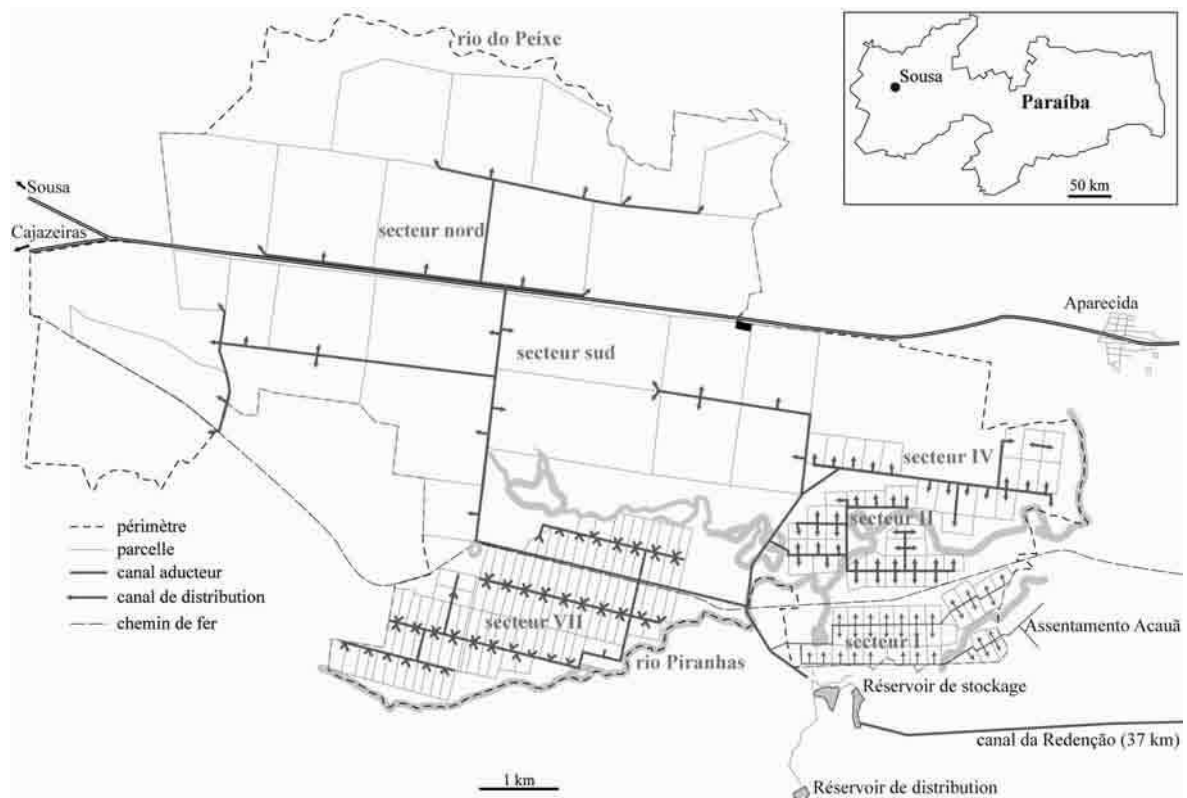 rio do Peixe
Sousa
Paraíba
50 km
Sousa
Cajazeiras
secteur nord
Aparecida
secteur sud
secteur IV
secteur II
périmètre
parcelle
canal aducteur
canal de distribution
chemin de fer
secteur VII
secteur I
Assentamento Acauã
rio Piranhas
Réservoir de stockage
canal da Redenção (37 km)
1 km
Réservoir de distribution